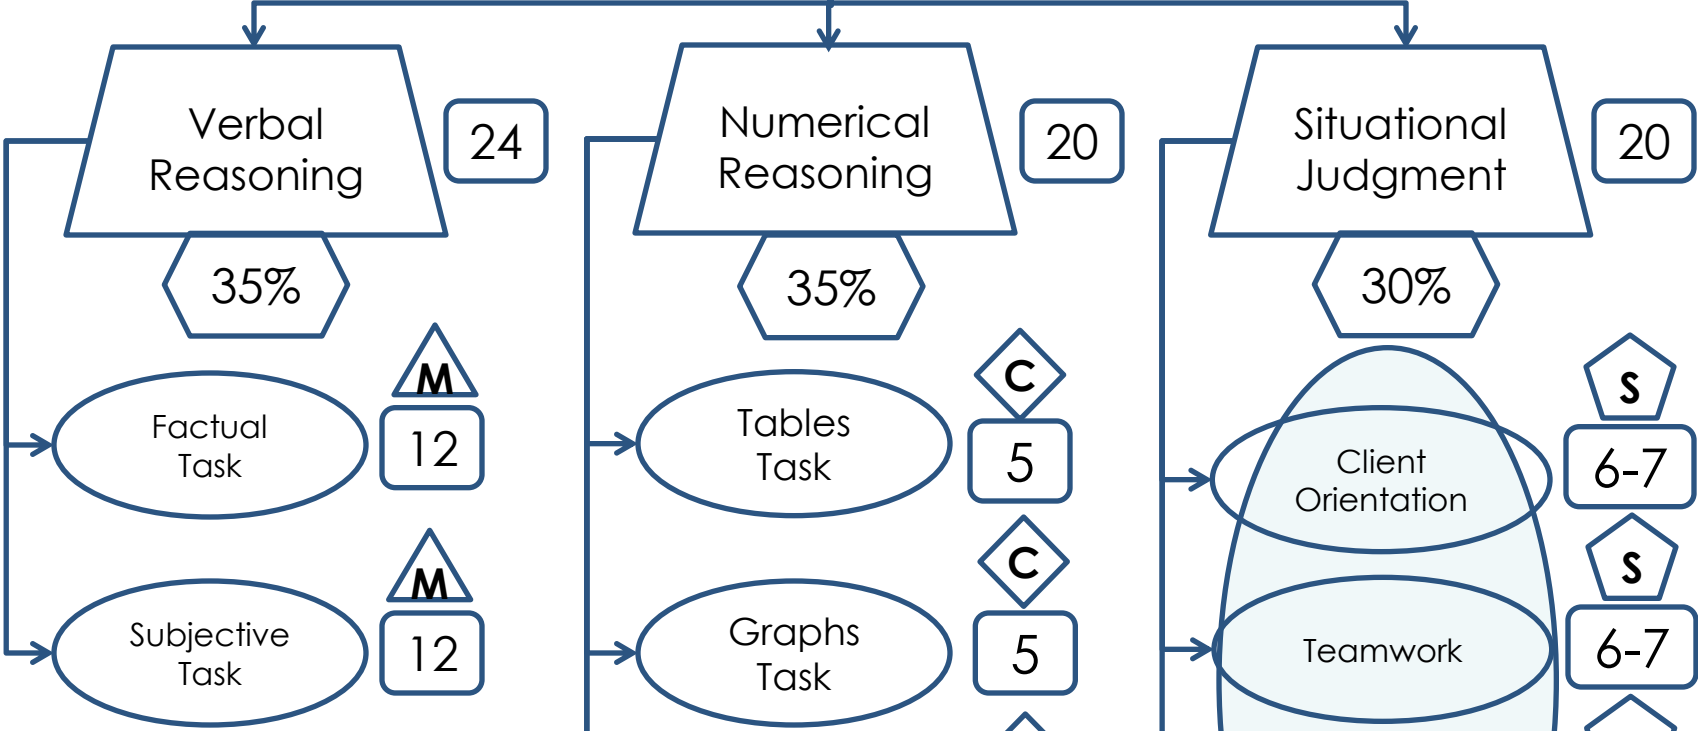 Verbal
Reasoning
24
35%
M
Factual
Task
12
M
Subjective
Task
12
Numerical
Reasoning
20
35%
C
Tables
Task
5
C
Graphs
Task
5
Situational
Judgment
20
30%
S
Client
Orientation
6-7
S
Teamwork
6-7